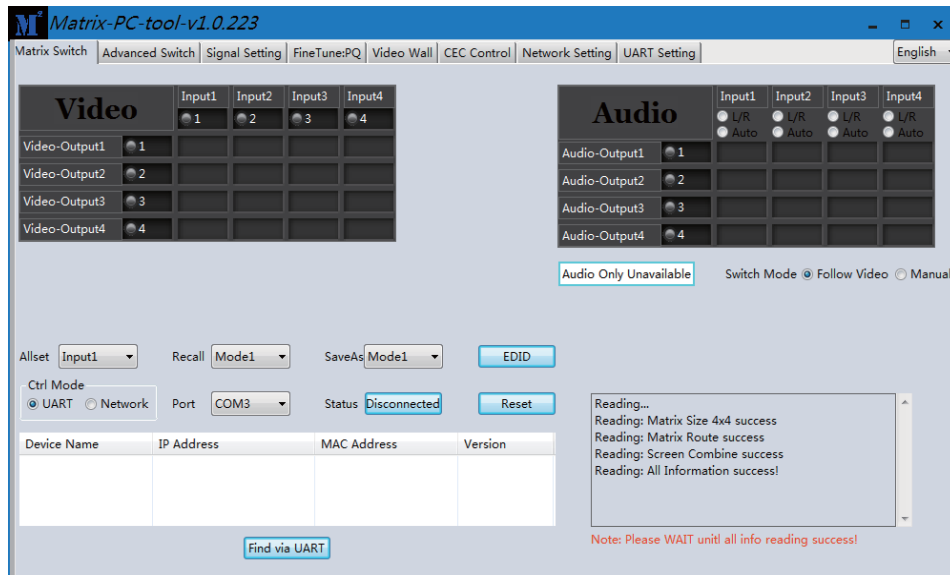 M² Matrix-PC-tool-v1.0.223
Matrix Switch Advanced Switch Signal Setting FineTune:PQ Video Wall CEC Control Network Setting UART Setting English
Video Input1 Input2 Input3 Input4
1 2 3 4
Video-Output1 1
Video-Output2 2
Video-Output3 3
Video-Output4 4
Audio Input1 Input2 Input3 Input4
L/R L/R L/R L/R
Auto Auto Auto Auto
Audio-Output1 1
Audio-Output2 2
Audio-Output3 3
Audio-Output4 4
Audio Only Unavailable Switch Mode Follow Video Manual
Allset Input1 Recall Mode1 SaveAs Mode1 EDID
Ctrl Mode
UART Network Port COM3 Status Disconnected Reset
Device Name IP Address MAC Address Version
Find via UART
Reading...
Reading: Matrix Size 4x4 success
Reading: Matrix Route success
Reading: Screen Combine success
Reading: All Information success!
Note: Please WAIT unitl all info reading success!